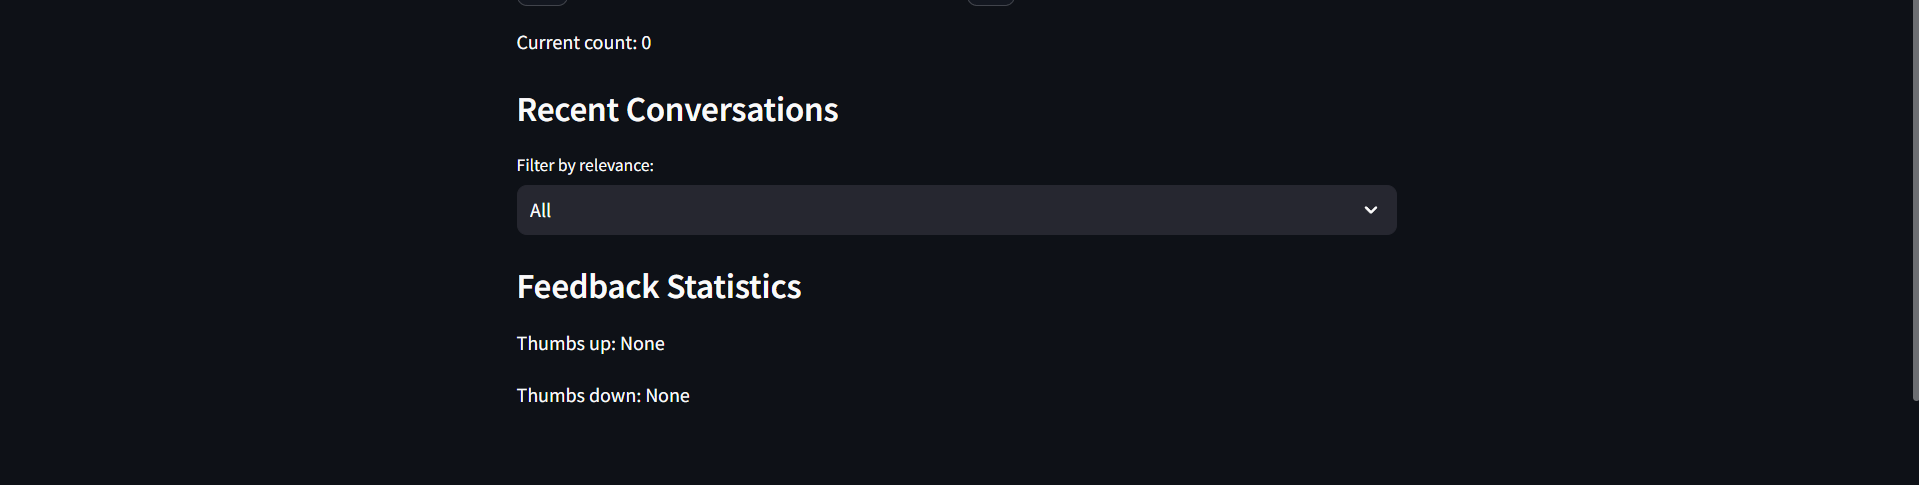 Current count: 0
Recent Conversations
Filter by relevance:
All
Feedback Statistics
Thumbs up: None
Thumbs down: None